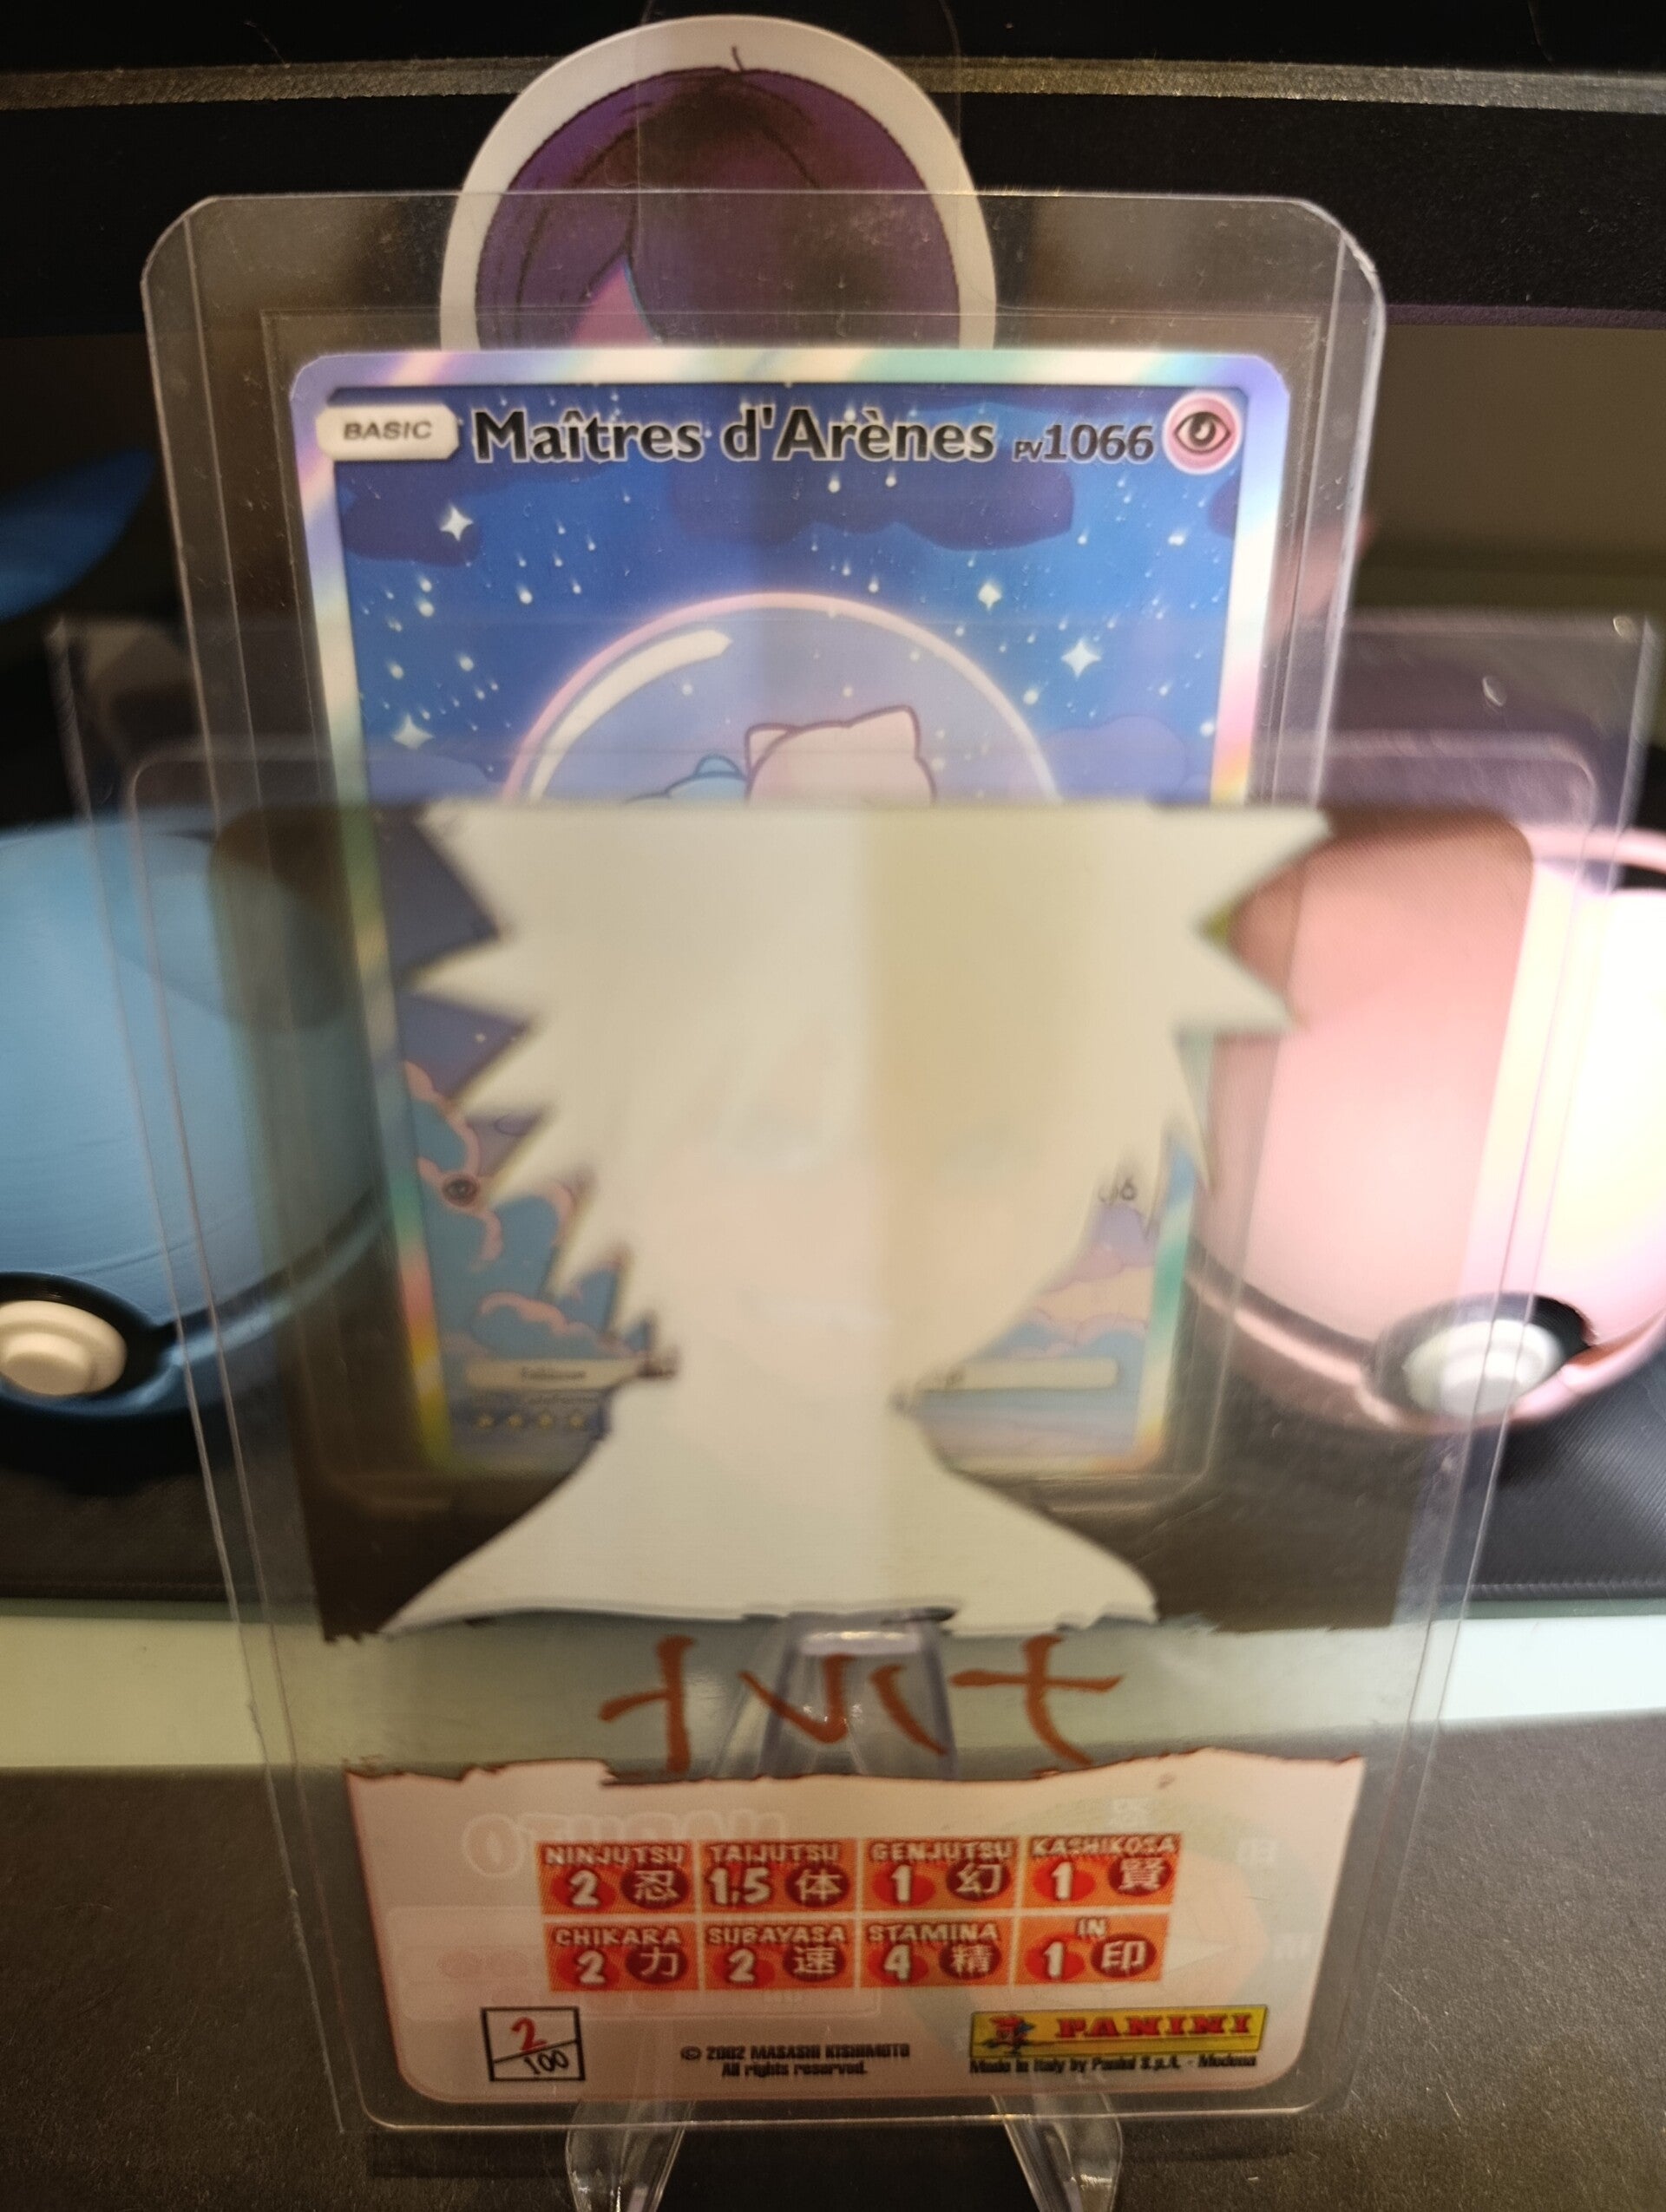 BASIC Maîtres d'Arènes PV1066
ナルト
NARUTO
NINJUTSU TAIJUTSU GENJUTSU KASHIKOSA
2 忍 1,5 体 1 幻 1 賢
CHIKARA SUBAYASA STAMINA IN
2 力 2 速 4 精 1 印
2/100
© 2002 MASASHI KISHIMOTO
All rights reserved.
PANINI
Made in Italy by Panini S.p.A. - Modena